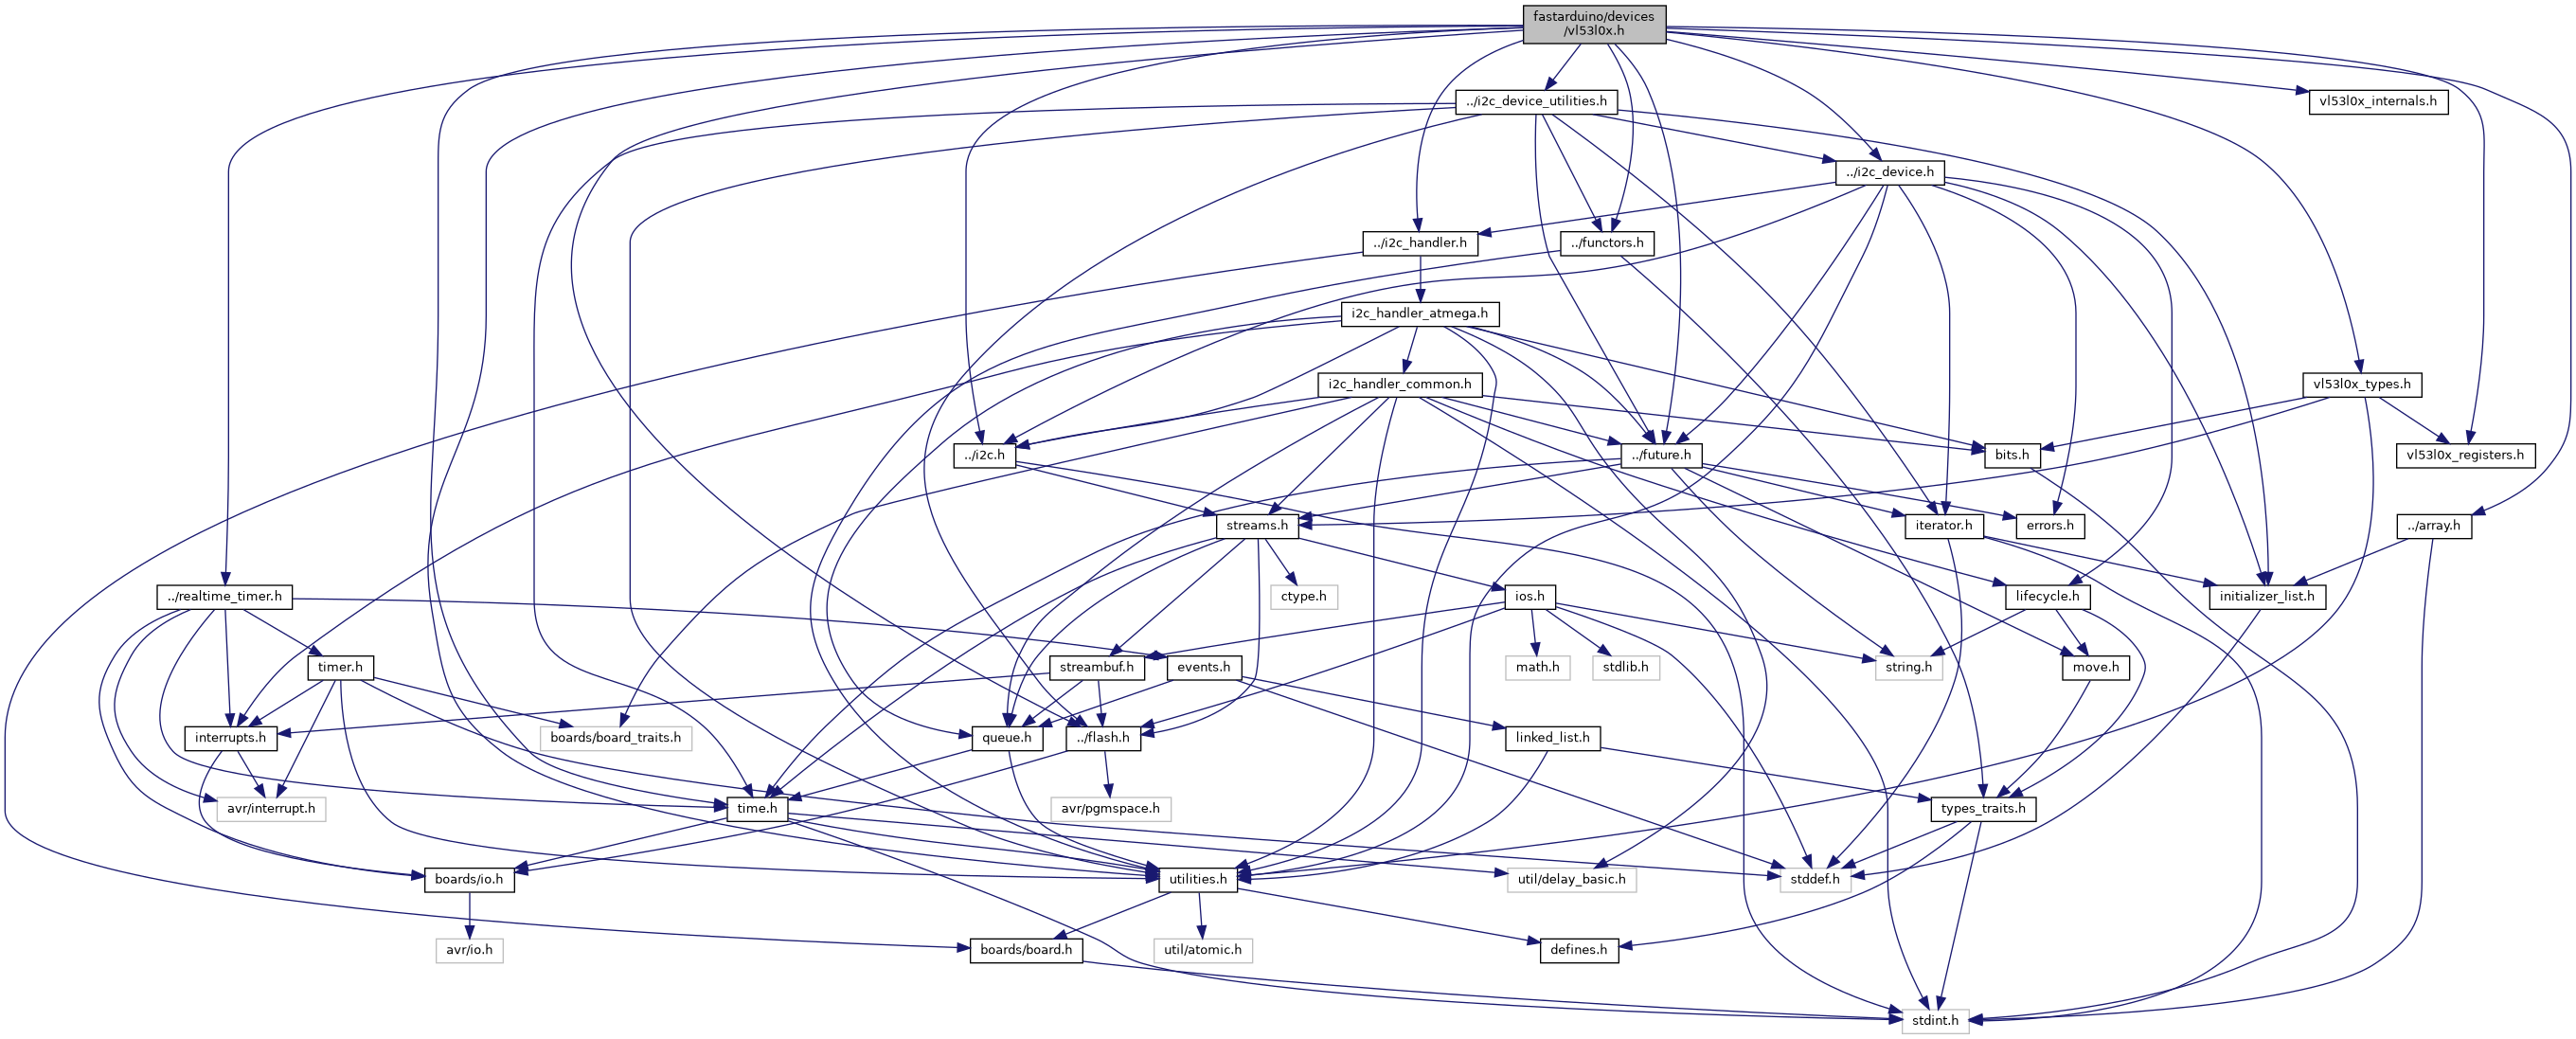 fastarduino/devices
/vl53l0x.h
../i2c_device_utilities.h
vl53l0x_internals.h
../i2c_device.h
../i2c_handler.h
../functors.h
i2c_handler_atmega.h
i2c_handler_common.h
vl53l0x_types.h
../i2c.h
../future.h
bits.h
vl53l0x_registers.h
streams.h
iterator.h
errors.h
../array.h
../realtime_timer.h
ctype.h
ios.h
lifecycle.h
initializer_list.h
timer.h
streambuf.h
events.h
math.h
stdlib.h
string.h
move.h
interrupts.h
boards/board_traits.h
queue.h
../flash.h
linked_list.h
avr/interrupt.h
time.h
avr/pgmspace.h
types_traits.h
boards/io.h
utilities.h
util/delay_basic.h
stddef.h
avr/io.h
boards/board.h
util/atomic.h
defines.h
stdint.h